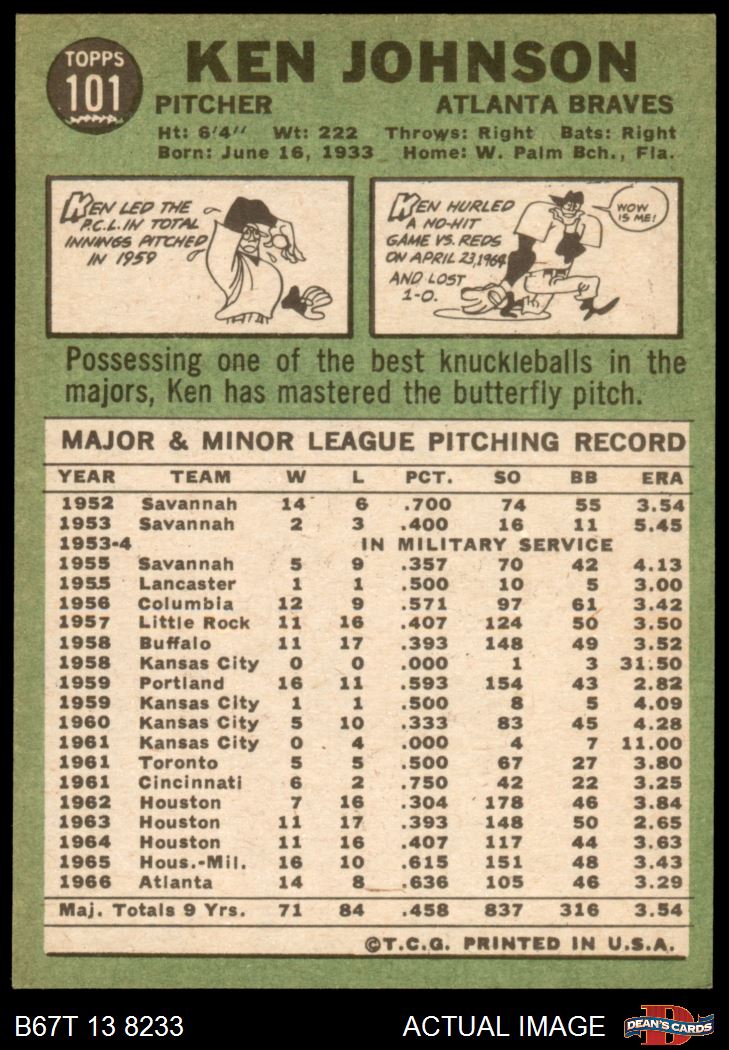 TOPPS
101
KEN JOHNSON
PITCHER ATLANTA BRAVES
Ht: 6'4" Wt: 222 Throws: Right Bats: Right
Born: June 16, 1933 Home: W. Palm Bch., Fla.
KEN LED THE
P.C.L. IN TOTAL
INNINGS PITCHED
IN 1959
KEN HURLED
A NO-HIT
GAME VS. REDS
ON APRIL 23, 1964
AND LOST
1-0.
WOW
IS ME!
Possessing one of the best knuckleballs in the
majors, Ken has mastered the butterfly pitch.
MAJOR & MINOR LEAGUE PITCHING RECORD
YEAR TEAM W L PCT. SO BB ERA
1952 Savannah 14 6 .700 74 55 3.54
1953 Savannah 2 3 .400 16 11 5.45
1953-4 IN MILITARY SERVICE
1955 Savannah 5 9 .357 70 42 4.13
1955 Lancaster 1 1 .500 10 5 3.00
1956 Columbia 12 9 .571 97 61 3.42
1957 Little Rock 11 16 .407 124 50 3.50
1958 Buffalo 11 17 .393 148 49 3.52
1958 Kansas City 0 0 .000 1 3 31.50
1959 Portland 16 11 .593 154 43 2.82
1959 Kansas City 1 1 .500 8 5 4.09
1960 Kansas City 5 10 .333 83 45 4.28
1961 Kansas City 0 4 .000 4 7 11.00
1961 Toronto 5 5 .500 67 27 3.80
1961 Cincinnati 6 2 .750 42 22 3.25
1962 Houston 7 16 .304 178 46 3.84
1963 Houston 11 17 .393 148 50 2.65
1964 Houston 11 16 .407 117 44 3.63
1965 Hous.-Mil. 16 10 .615 151 48 3.43
1966 Atlanta 14 8 .636 105 46 3.29
Maj. Totals 9 Yrs. 71 84 .458 837 316 3.54
©T.C.G. PRINTED IN U.S.A.
B67T 13 8233 ACTUAL IMAGE
D
DEAN'S CARDS